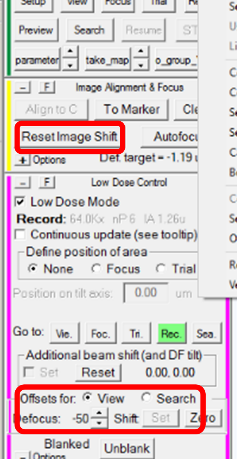 Setup View Focus Trial Re
Preview Search Resume ST
parameter take_map o_group_
– F Image Alignment & Focus
Align to C To Marker Cle
Reset Image Shift Autofocu
+ Options Def. target = -1.19 u
– F Low Dose Control
Low Dose Mode
Record: 64.0Kx nP 6 IA 1.26u
Continuous update (see tooltip)
Define position of area
None Focus Trial
Position on tilt axis: 0.00 um
Go to: Vie. Foc. Tri. Rec. Sea.
Additional beam shift (and DF tilt)
Set Reset 0.00, 0.00
Offsets for: View Search
Defocus: -50 Shift: Set Zero
Blanked Unblank
– Options